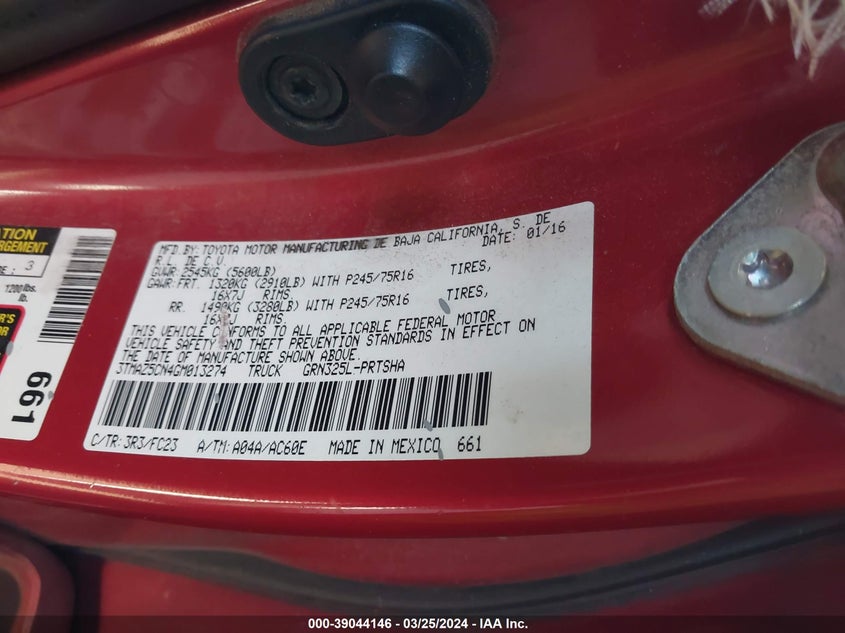 MFD. BY: TOYOTA MOTOR MANUFACTURING DE BAJA CALIFORNIA, S. DE
R.L. DE C.V. DATE: 01/16
GVWR: 2545KG (5600LB)
GAWR: FRT. 1320KG (2910LB) WITH P245/75R16 TIRES,
16X7J RIMS.
RR. 1490KG (3280LB) WITH P245/75R16 TIRES,
RIMS.
THIS VEHICLE CONFORMS TO ALL APPLICABLE FEDERAL MOTOR
VEHICLE SAFETY AND THEFT PREVENTION STANDARDS IN EFFECT ON
THE DATE OF MANUFACTURE SHOWN ABOVE.
3TMAZ5CN4GM013274 TRUCK GRN325L-PRTSHA
C/TR: 3R3/FC23 A/TM: A04A/AC60E MADE IN MEXICO 661
3
1200 lbs.
lb.
661
000-39044146 - 03/25/2024 - IAA Inc.